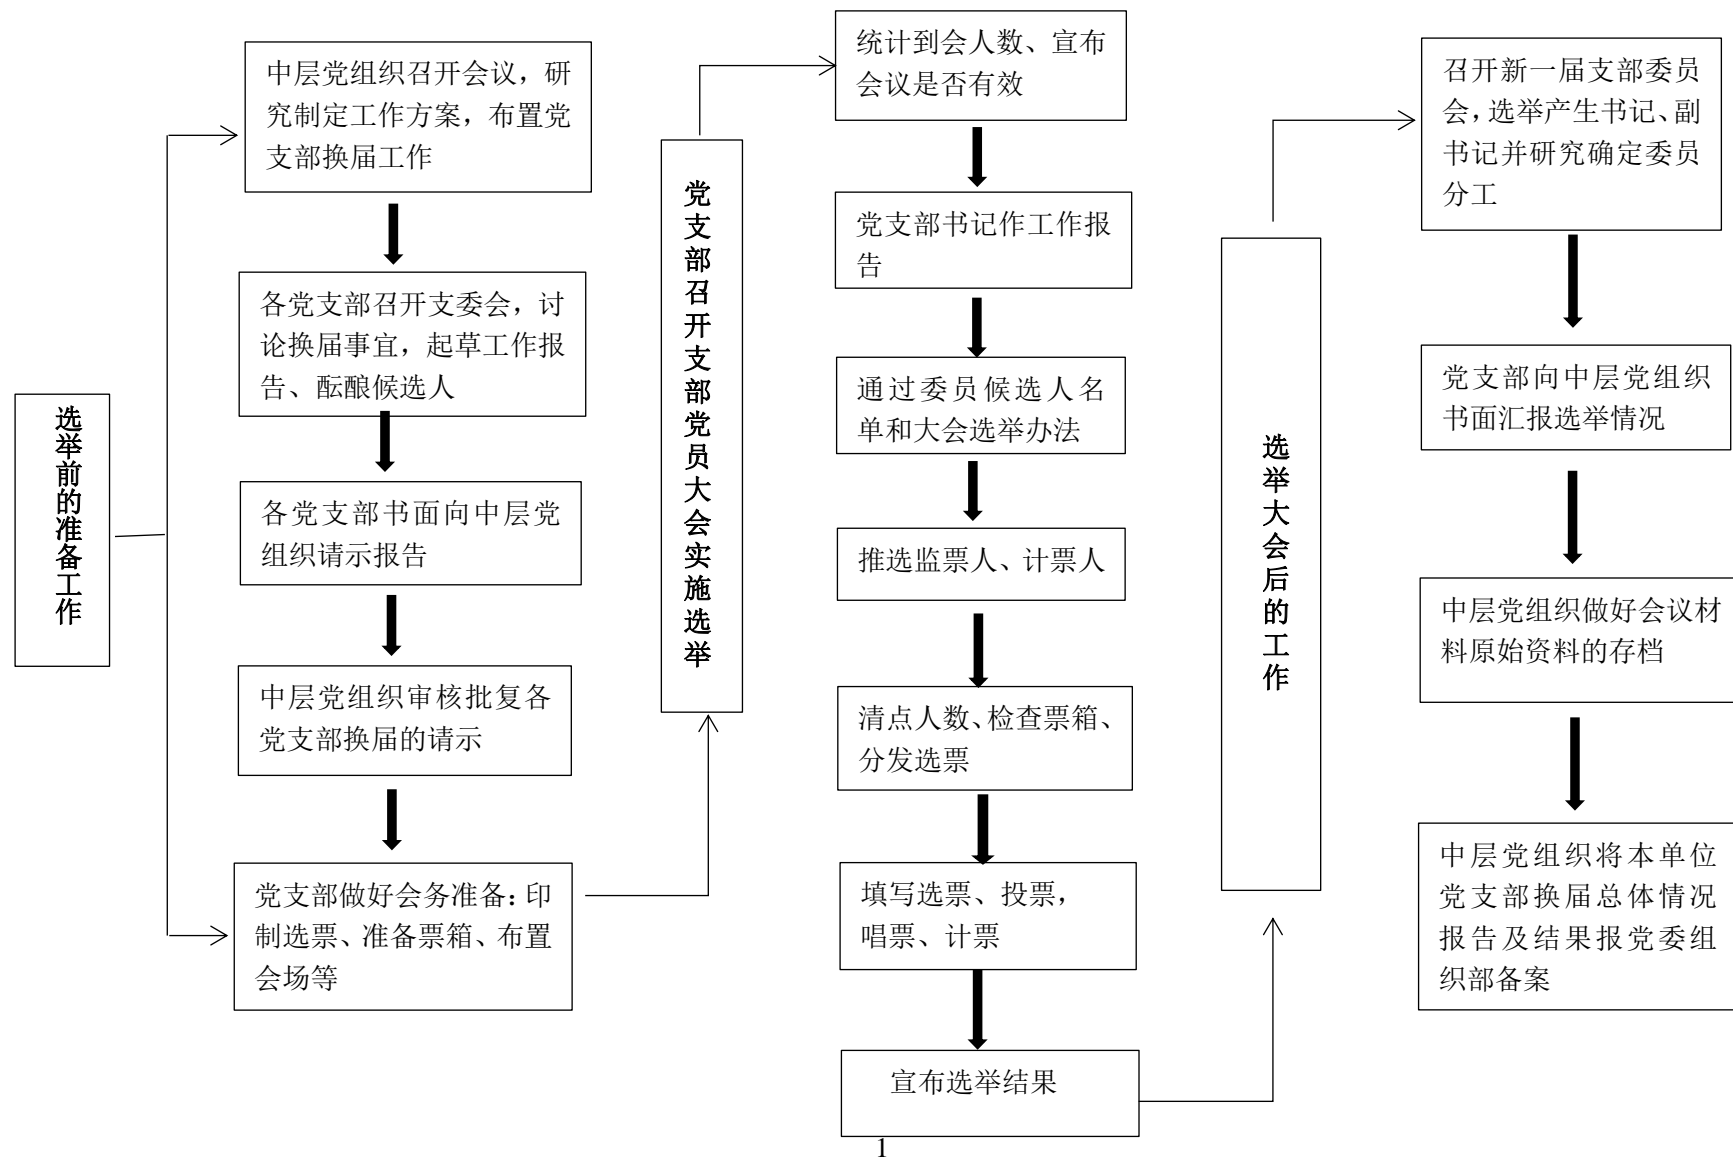 选举前的准备工作
中层党组织召开会议，研
究制定工作方案，布置党
支部换届工作
各党支部召开支委会，讨
论换届事宜，起草工作报
告、酝酿候选人
各党支部书面向中层党
组织请示报告
中层党组织审核批复各
党支部换届的请示
党支部做好会务准备：印
制选票、准备票箱、布置
会场等
党支部召开支部党员大会实施选举
统计到会人数、宣布
会议是否有效
党支部书记作工作报
告
通过委员候选人名
单和大会选举办法
推选监票人、计票人
清点人数、检查票箱、
分发选票
填写选票、投票，
唱票、计票
宣布选举结果
选举大会后的工作
召开新一届支部委员
会，选举产生书记、副
书记并研究确定委员
分工
党支部向中层党组织
书面汇报选举情况
中层党组织做好会议材
料原始资料的存档
中层党组织将本单位
党支部换届总体情况
报告及结果报党委组
织部备案
1